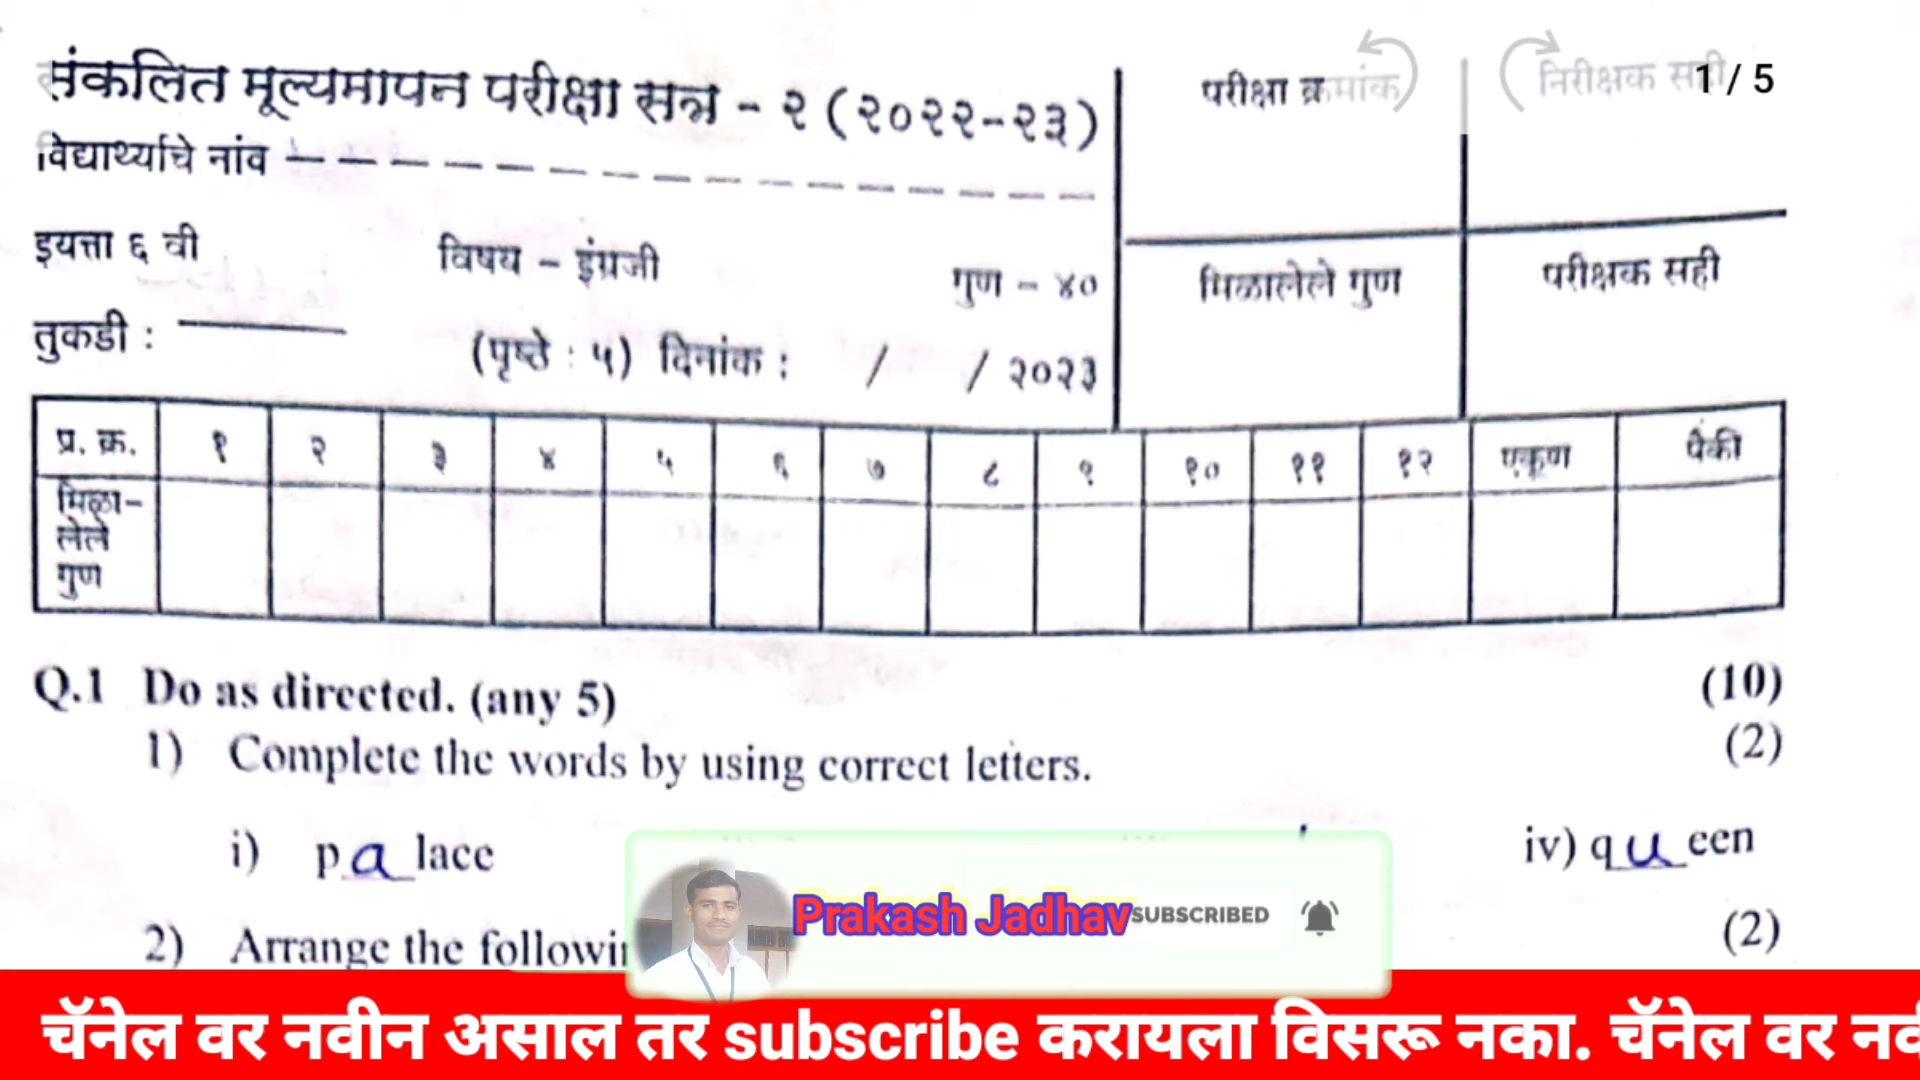 संकलित मूल्यमापन परीक्षा सत्र - २ (२०२२-२३)
परीक्षा क्रमांक
निरीक्षक सही
1 / 5
विद्यार्थ्याचे नांव
इयत्ता ६ वी विषय - इंग्रजी गुण - ४०
मिळालेले गुण
परीक्षक सही
तुकडी : (पृष्ठे : ५) दिनांक : / / २०२३
प्र. क्र. १ २ ३ ४ ५ ६ ७ ८ ९ १० ११ १२ एकूण पैकी
मिळा-
लेले
गुण
Q.1 Do as directed. (any 5) (10)
1) Complete the words by using correct letters. (2)
i) p a lace iv) q u een
Prakash Jadhav SUBSCRIBED
2) Arrange the (2)
चॅनेल वर नवीन असाल तर subscribe करायला विसरू नका. चॅनेल वर